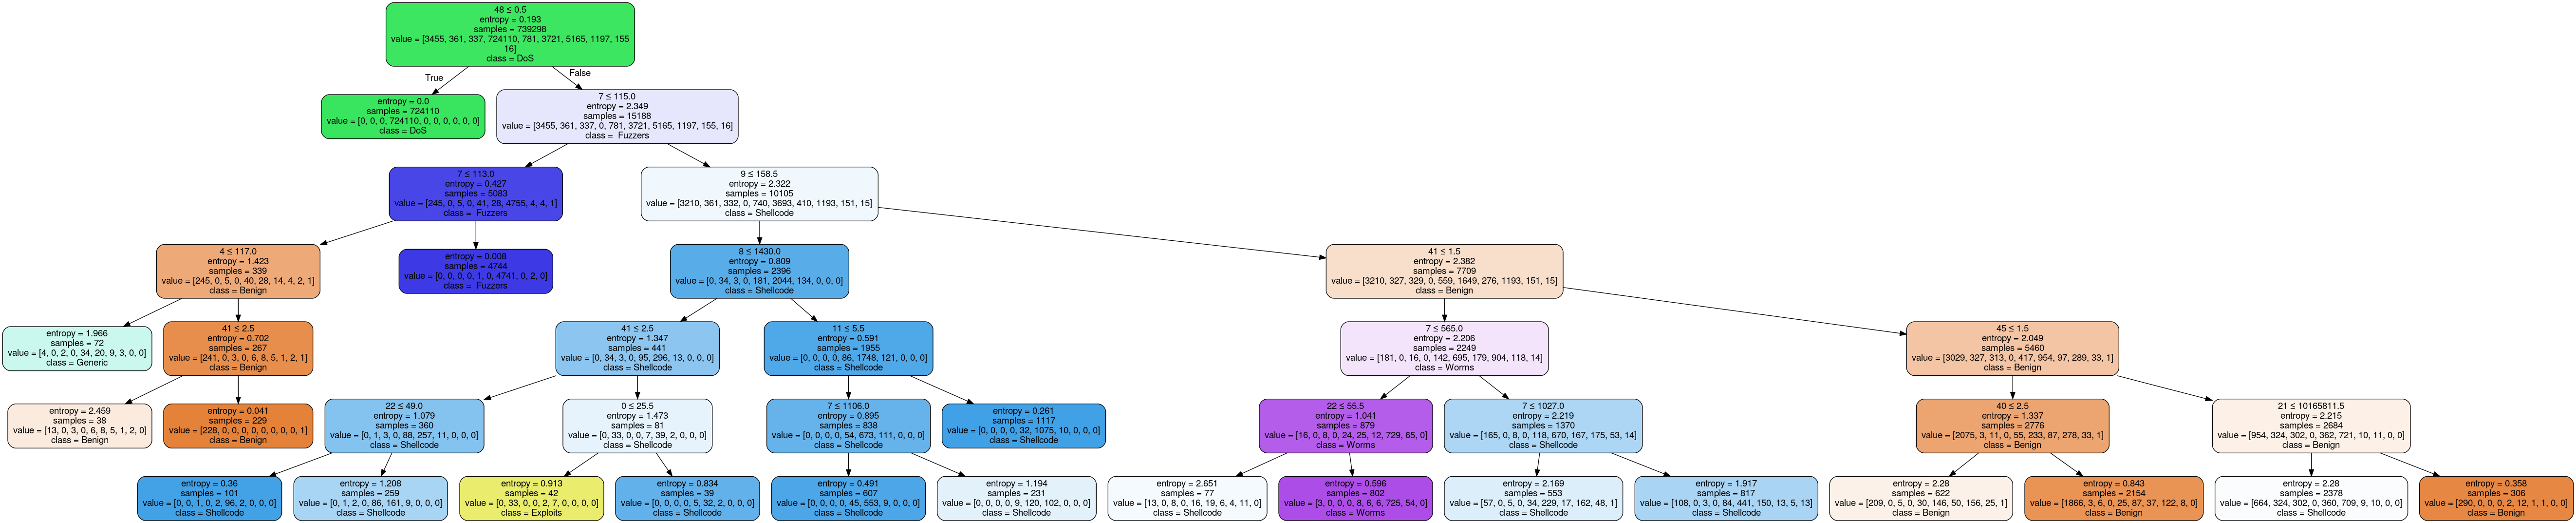 48 ≤ 0.5
entropy = 0.193
samples = 739298
value = [3455, 361, 337, 724110, 781, 3721, 5165, 1197, 155
16]
class = DoS
True
False
entropy = 0.0
samples = 724110
value = [0, 0, 0, 724110, 0, 0, 0, 0, 0, 0]
class = DoS
7 ≤ 115.0
entropy = 2.349
samples = 15188
value = [3455, 361, 337, 0, 781, 3721, 5165, 1197, 155, 16]
class =  Fuzzers
7 ≤ 113.0
entropy = 0.427
samples = 5083
value = [245, 0, 5, 0, 41, 28, 4755, 4, 4, 1]
class =  Fuzzers
9 ≤ 158.5
entropy = 2.322
samples = 10105
value = [3210, 361, 332, 0, 740, 3693, 410, 1193, 151, 15]
class = Shellcode
4 ≤ 117.0
entropy = 1.423
samples = 339
value = [245, 0, 5, 0, 40, 28, 14, 4, 2, 1]
class = Benign
entropy = 0.008
samples = 4744
value = [0, 0, 0, 0, 1, 0, 4741, 0, 2, 0]
class =  Fuzzers
8 ≤ 1430.0
entropy = 0.809
samples = 2396
value = [0, 34, 3, 0, 181, 2044, 134, 0, 0, 0]
class = Shellcode
41 ≤ 1.5
entropy = 2.382
samples = 7709
value = [3210, 327, 329, 0, 559, 1649, 276, 1193, 151, 15]
class = Benign
entropy = 1.966
samples = 72
value = [4, 0, 2, 0, 34, 20, 9, 3, 0, 0]
class = Generic
41 ≤ 2.5
entropy = 0.702
samples = 267
value = [241, 0, 3, 0, 6, 8, 5, 1, 2, 1]
class = Benign
41 ≤ 2.5
entropy = 1.347
samples = 441
value = [0, 34, 3, 0, 95, 296, 13, 0, 0, 0]
class = Shellcode
11 ≤ 5.5
entropy = 0.591
samples = 1955
value = [0, 0, 0, 0, 86, 1748, 121, 0, 0, 0]
class = Shellcode
7 ≤ 565.0
entropy = 2.206
samples = 2249
value = [181, 0, 16, 0, 142, 695, 179, 904, 118, 14]
class = Worms
45 ≤ 1.5
entropy = 2.049
samples = 5460
value = [3029, 327, 313, 0, 417, 954, 97, 289, 33, 1]
class = Benign
entropy = 2.459
samples = 38
value = [13, 0, 3, 0, 6, 8, 5, 1, 2, 0]
class = Benign
entropy = 0.041
samples = 229
value = [228, 0, 0, 0, 0, 0, 0, 0, 0, 1]
class = Benign
22 ≤ 49.0
entropy = 1.079
samples = 360
value = [0, 1, 3, 0, 88, 257, 11, 0, 0, 0]
class = Shellcode
0 ≤ 25.5
entropy = 1.473
samples = 81
value = [0, 33, 0, 0, 7, 39, 2, 0, 0, 0]
class = Shellcode
7 ≤ 1106.0
entropy = 0.895
samples = 838
value = [0, 0, 0, 0, 54, 673, 111, 0, 0, 0]
class = Shellcode
entropy = 0.261
samples = 1117
value = [0, 0, 0, 0, 32, 1075, 10, 0, 0, 0]
class = Shellcode
22 ≤ 55.5
entropy = 1.041
samples = 879
value = [16, 0, 8, 0, 24, 25, 12, 729, 65, 0]
class = Worms
7 ≤ 1027.0
entropy = 2.219
samples = 1370
value = [165, 0, 8, 0, 118, 670, 167, 175, 53, 14]
class = Shellcode
40 ≤ 2.5
entropy = 1.337
samples = 2776
value = [2075, 3, 11, 0, 55, 233, 87, 278, 33, 1]
class = Benign
21 ≤ 10165811.5
entropy = 2.215
samples = 2684
value = [954, 324, 302, 0, 362, 721, 10, 11, 0, 0]
class = Benign
entropy = 0.36
samples = 101
value = [0, 0, 1, 0, 2, 96, 2, 0, 0, 0]
class = Shellcode
entropy = 1.208
samples = 259
value = [0, 1, 2, 0, 86, 161, 9, 0, 0, 0]
class = Shellcode
entropy = 0.913
samples = 42
value = [0, 33, 0, 0, 2, 7, 0, 0, 0, 0]
class = Exploits
entropy = 0.834
samples = 39
value = [0, 0, 0, 0, 5, 32, 2, 0, 0, 0]
class = Shellcode
entropy = 0.491
samples = 607
value = [0, 0, 0, 0, 45, 553, 9, 0, 0, 0]
class = Shellcode
entropy = 1.194
samples = 231
value = [0, 0, 0, 0, 9, 120, 102, 0, 0, 0]
class = Shellcode
entropy = 2.651
samples = 77
value = [13, 0, 8, 0, 16, 19, 6, 4, 11, 0]
class = Shellcode
entropy = 0.596
samples = 802
value = [3, 0, 0, 0, 8, 6, 6, 725, 54, 0]
class = Worms
entropy = 2.169
samples = 553
value = [57, 0, 5, 0, 34, 229, 17, 162, 48, 1]
class = Shellcode
entropy = 1.917
samples = 817
value = [108, 0, 3, 0, 84, 441, 150, 13, 5, 13]
class = Shellcode
entropy = 2.28
samples = 622
value = [209, 0, 5, 0, 30, 146, 50, 156, 25, 1]
class = Benign
entropy = 0.843
samples = 2154
value = [1866, 3, 6, 0, 25, 87, 37, 122, 8, 0]
class = Benign
entropy = 2.28
samples = 2378
value = [664, 324, 302, 0, 360, 709, 9, 10, 0, 0]
class = Shellcode
entropy = 0.358
samples = 306
value = [290, 0, 0, 0, 2, 12, 1, 1, 0, 0]
class = Benign